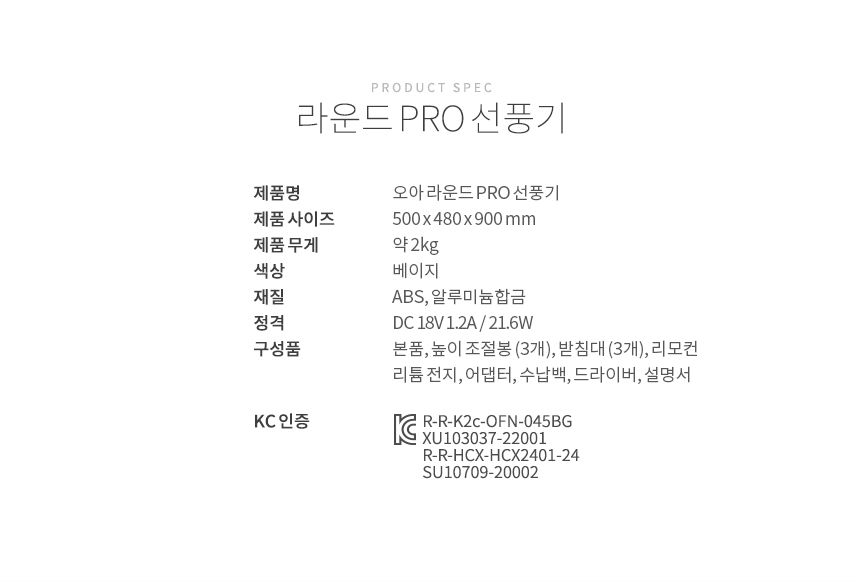 PRODUCT SPEC
라운드 PRO 선풍기
제품명 오아 라운드 PRO 선풍기
제품 사이즈 500 x 480 x 900 mm
제품 무게 약 2kg
색상 베이지
재질 ABS, 알루미늄합금
정격 DC 18V 1.2A / 21.6W
구성품 본품, 높이 조절봉 (3개), 받침대 (3개), 리모컨
리튬 전지, 어댑터, 수납백, 드라이버, 설명서
KC 인증 R-R-K2c-OFN-045BG
XU103037-22001
R-R-HCX-HCX2401-24
SU10709-20002